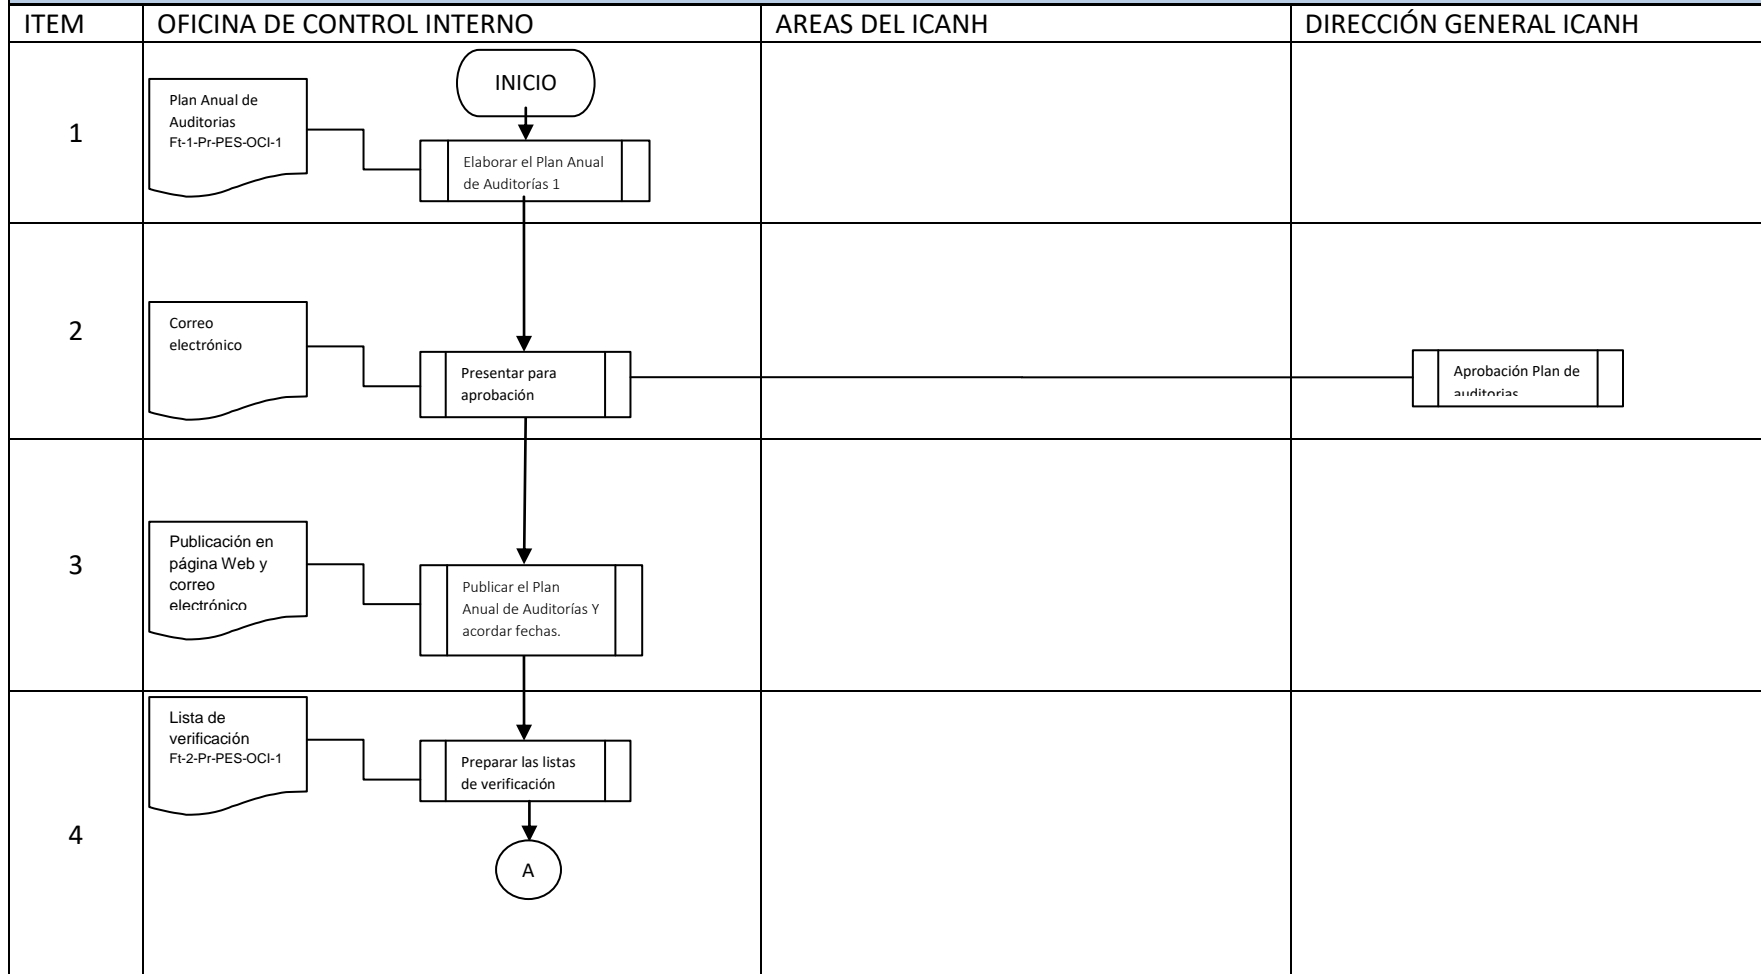 ITEM
OFICINA DE CONTROL INTERNO
AREAS DEL ICANH
DIRECCIÓN GENERAL ICANH
1
Plan Anual de
Auditorias
Ft-1-Pr-PES-OCI-1
INICIO
Elaborar el Plan Anual
de Auditorías 1
2
Correo
electrónico
Presentar para
aprobación
Aprobación Plan de
auditorias
3
Publicación en
página Web y
correo
electrónico
Publicar el Plan
Anual de Auditorías Y
acordar fechas.
4
Lista de
verificación
Ft-2-Pr-PES-OCI-1
Preparar las listas
de verificación
A